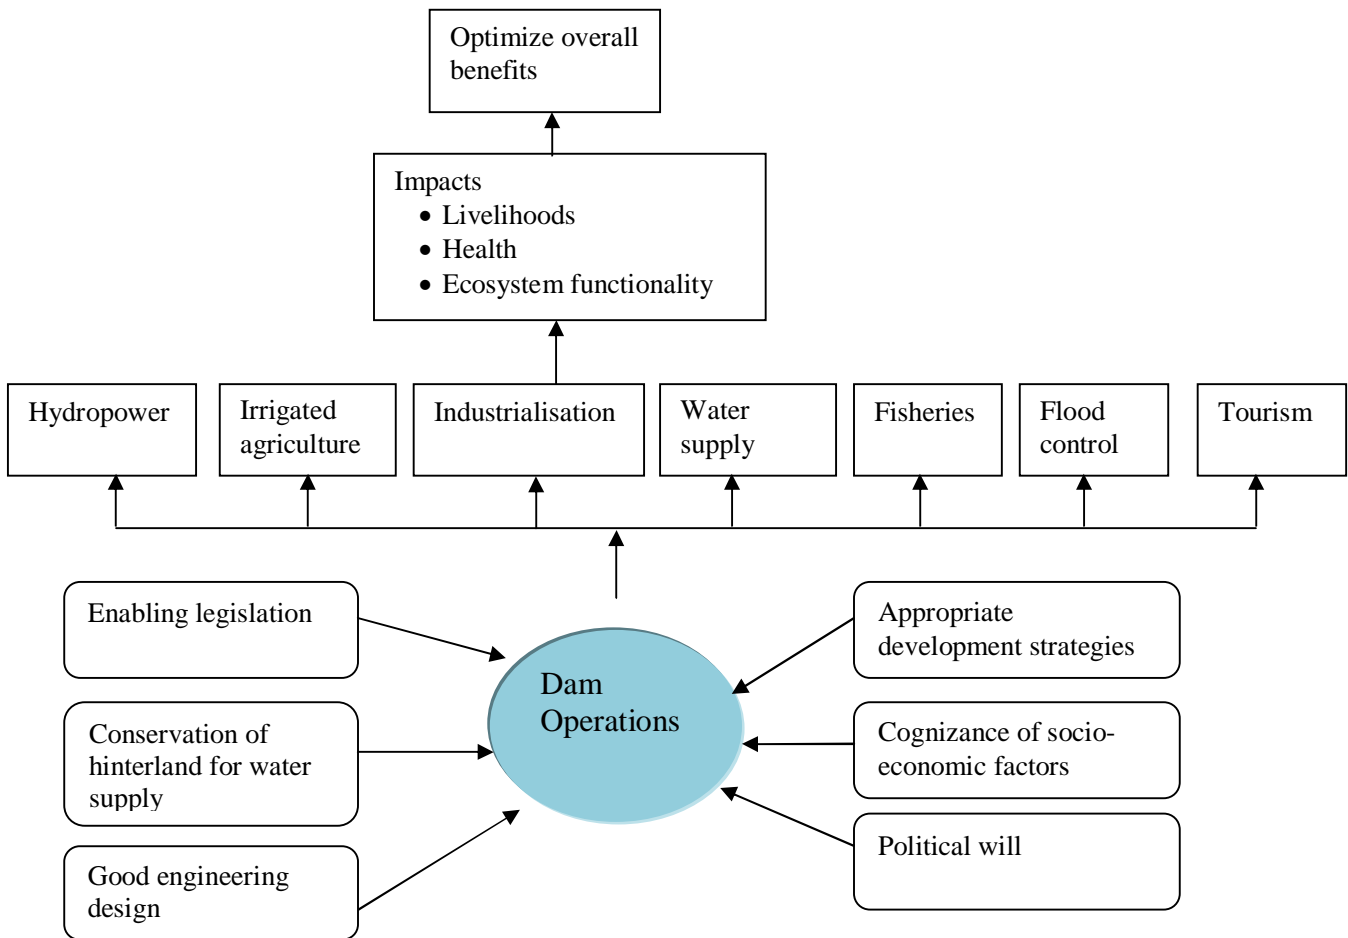 Optimize overall
benefits
Impacts
• Livelihoods
• Health
• Ecosystem functionality
Hydropower
Irrigated
agriculture
Industrialisation
Water
supply
Fisheries
Flood
control
Tourism
Enabling legislation
Conservation of
hinterland for water
supply
Good engineering
design
Dam
Operations
Appropriate
development strategies
Cognizance of socio-
economic factors
Political will